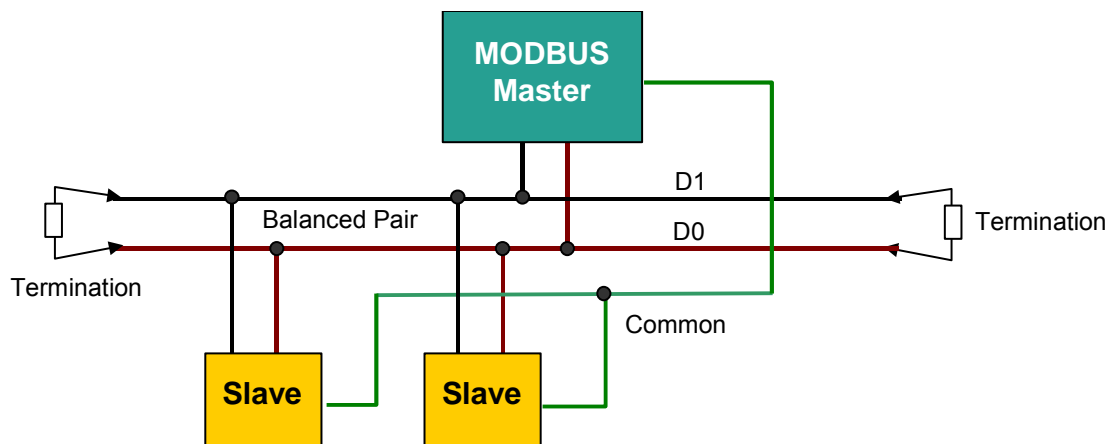 MODBUS
Master
D1
Balanced Pair
D0
Termination
Termination
Common
Slave
Slave